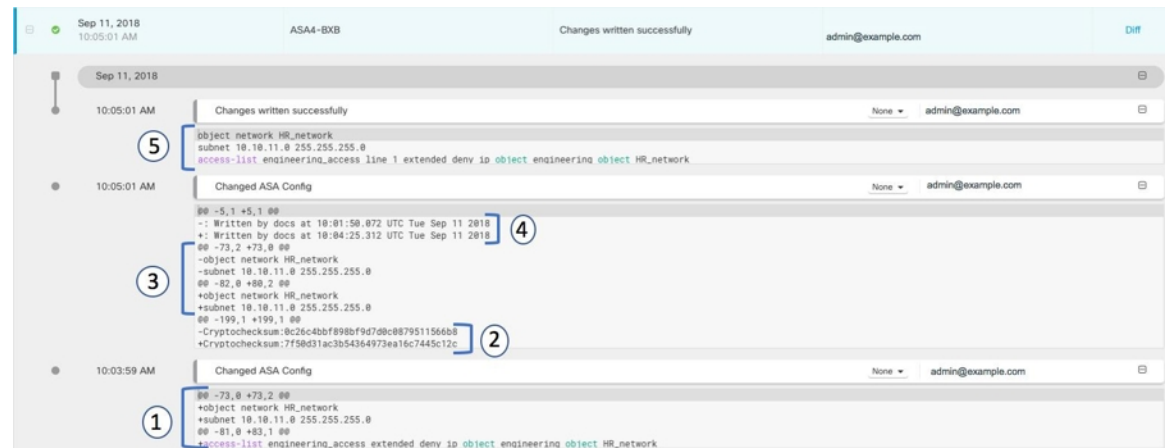 Sep 11, 2018
10:05:01 AM
ASA4-BXB
Changes written successfully
admin@example.com
Diff
Sep 11, 2018
10:05:01 AM
Changes written successfully
None
admin@example.com
5
object network HR_network
subnet 10.10.11.0 255.255.255.0
access-list engineering_access line 1 extended deny ip object engineering object HR_network
10:05:01 AM
Changed ASA Config
None
admin@example.com
@@ -5,1 +5,1 @@
-: Written by docs at 10:01:50.072 UTC Tue Sep 11 2018
+: Written by docs at 10:04:25.312 UTC Tue Sep 11 2018
4
@@ -73,2 +73,0 @@
-object network HR_network
-subnet 10.10.11.0 255.255.255.0
3
@@ -82,0 +80,2 @@
+object network HR_network
+subnet 10.10.11.0 255.255.255.0
@@ -199,1 +199,1 @@
-Cryptochecksum:0c26c4bbf898bf9d7d0c0879511566b8
+Cryptochecksum:7f50d31ac3b54364973ea16c7445c12c
2
10:03:59 AM
Changed ASA Config
None
admin@example.com
@@ -73,0 +73,2 @@
+object network HR_network
+subnet 10.10.11.0 255.255.255.0
1
@@ -81,0 +83,1 @@
+access-list engineering_access extended deny ip object engineering object HR_network